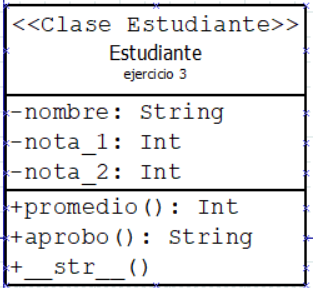 <<Clase Estudiante>>
Estudiante
ejercicio 3
-nombre: String
-nota_1: Int
-nota_2: Int
+promedio(): Int
+aprobo(): String
+__str__()